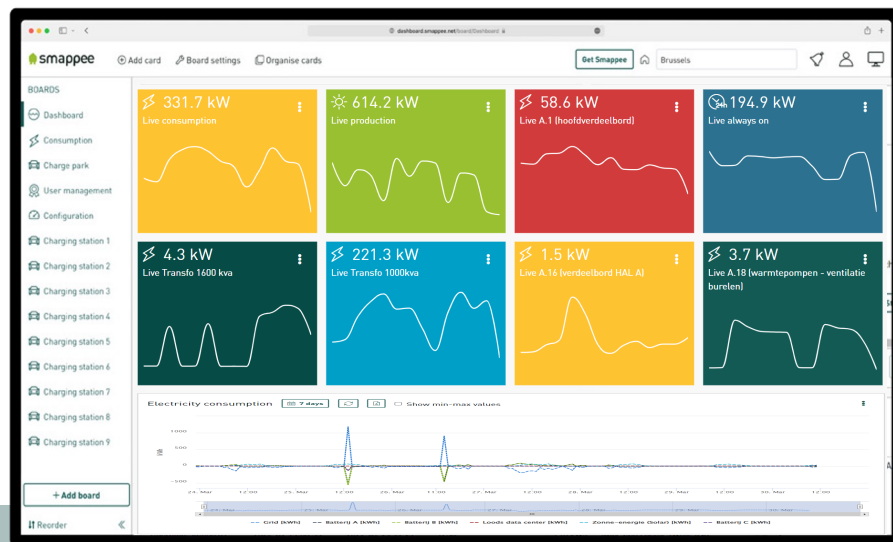 dashboard.smappee.net/board/Dashboard
smappee
Add card
Board settings
Organise cards
Get Smappee
Brussels
BOARDS
Dashboard
Consumption
Charge park
User management
Configuration
Charging station 1
Charging station 2
Charging station 3
Charging station 4
Charging station 5
Charging station 6
Charging station 7
Charging station 8
Charging station 9
+ Add board
Reorder
331.7 kW
Live consumption
614.2 kW
Live production
58.6 kW
Live A.1 (hoofdverdeelbord)
194.9 kW
Live always on
4.3 kW
Live Transfo 1600 kva
221.3 kW
Live Transfo 1000kva
1.5 kW
Live A.16 (verdeelbord HAL A)
3.7 kW
Live A.18 (warmtepompen - ventilatie
burelen)
Electricity consumption
7 days
Show min-max values
kW
1000
500
0
-500
24. Mar 12:00 25. Mar 12:00 26. Mar 11:00 27. Mar 12:00 28. Mar 12:00 29. Mar 12:00 30. Mar 12:00
Grid [kWh] Batterij A [kWh] Batterij B [kWh] Loods data center [kWh] Zonne-energie (Solar) [kWh] Batterij C [kWh]